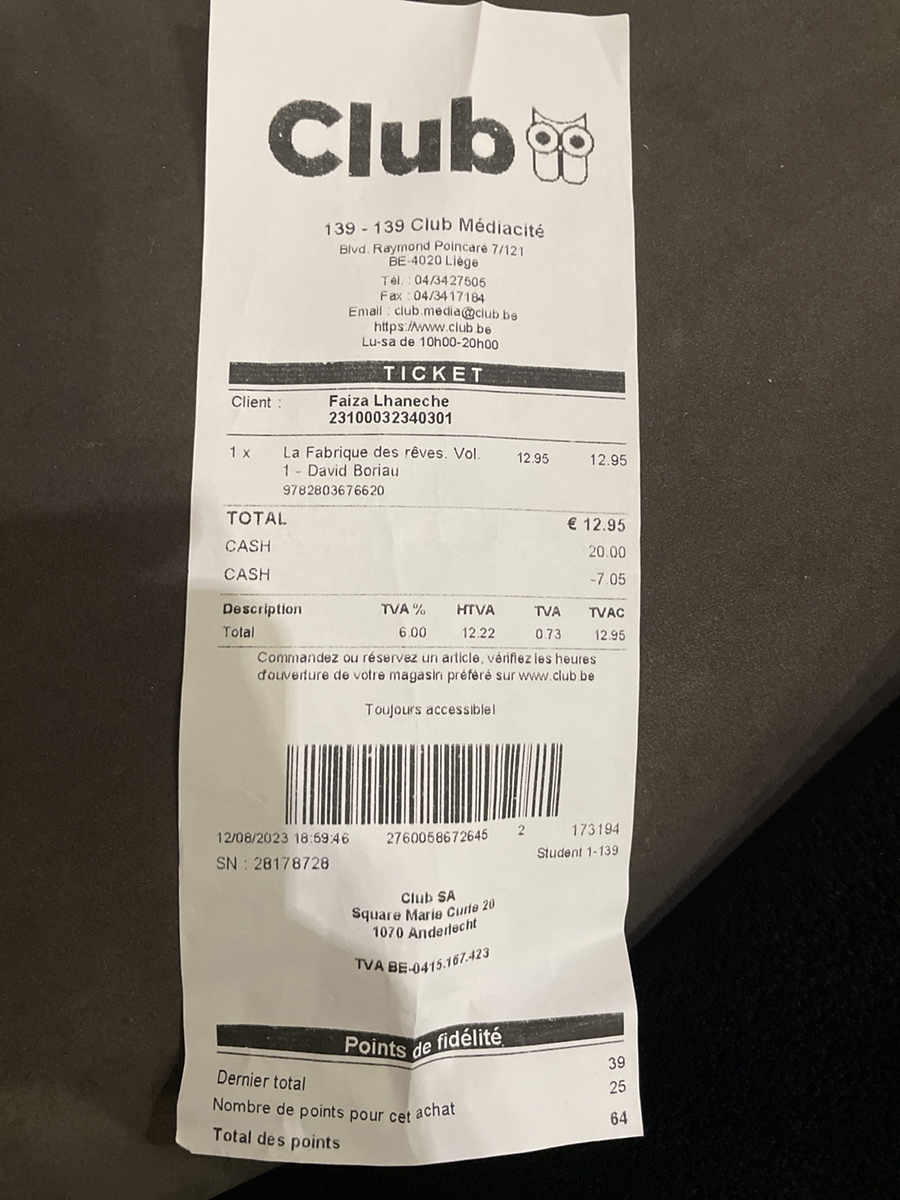 Club
139 - 139 Club Médiacité
Blvd. Raymond Poincaré 7/121
BE-4020 Liège
Tél. : 04/3427505
Fax : 04/3417184
Email : club.media@club.be
https://www.club.be
Lu-sa de 10h00-20h00
TICKET
Client : Faiza Lhaneche
23100032340301
1 x La Fabrique des rêves. Vol. 12.95 12.95
1 - David Boriau
9782803676620
TOTAL € 12.95
CASH 20.00
CASH -7.05
Description TVA % HTVA TVA TVAC
Total 6.00 12.22 0.73 12.95
Commandez ou réservez un article, vérifiez les heures
d'ouverture de votre magasin préféré sur www.club.be
Toujours accessible!
12/08/2023 18:59:46 2760058672645 2 173194
SN : 28178728 Student 1-139
Club SA
Square Marie Curie 20
1070 Anderlecht
TVA BE-0415.167.423
Points de fidélité
Dernier total 39
Nombre de points pour cet achat 25
Total des points 64